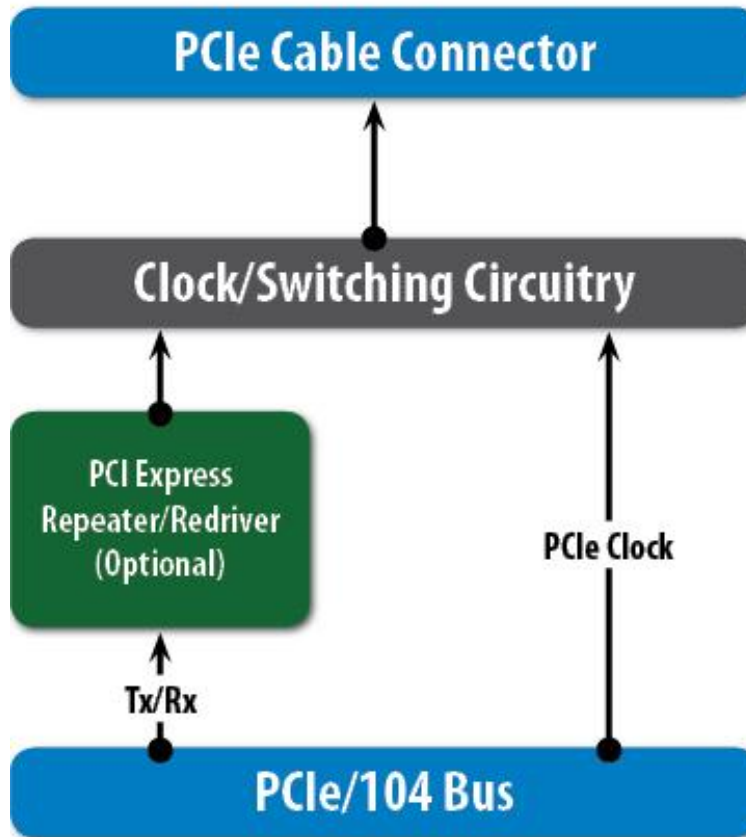 PCIe Cable Connector
Clock/Switching Circuitry
PCI Express
Repeater/Redriver
(Optional)
PCIe Clock
Tx/Rx
PCIe/104 Bus